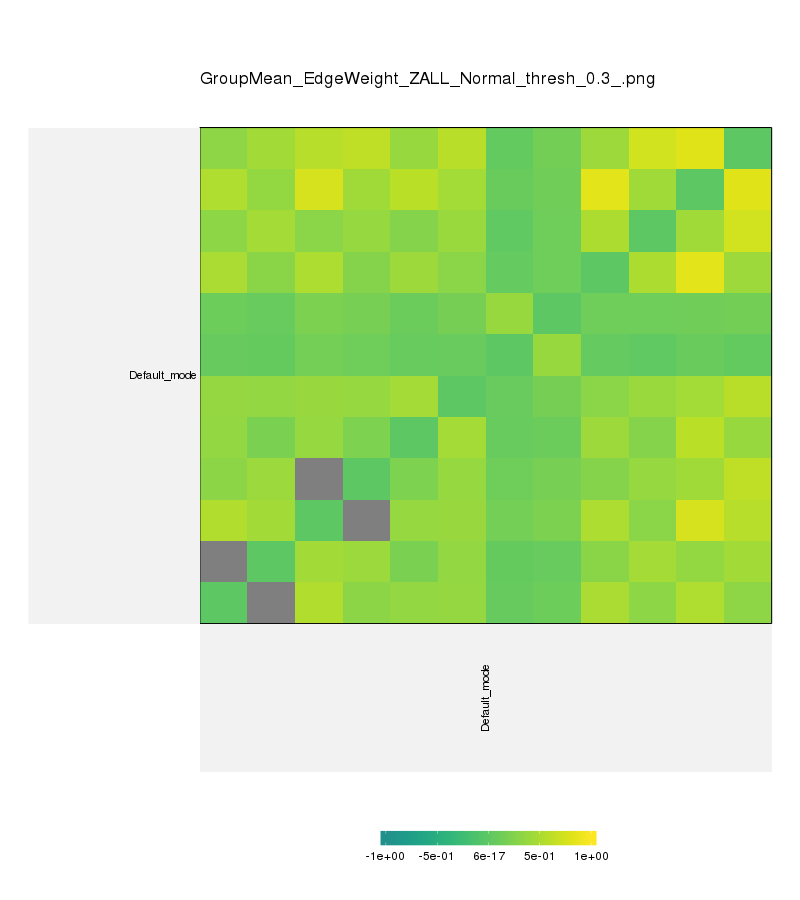 GroupMean_EdgeWeight_ZALL_Normal_thresh_0.3_.png
Default_mode
Default_mode
-1e+00 -5e-01 6e-17 5e-01 1e+00